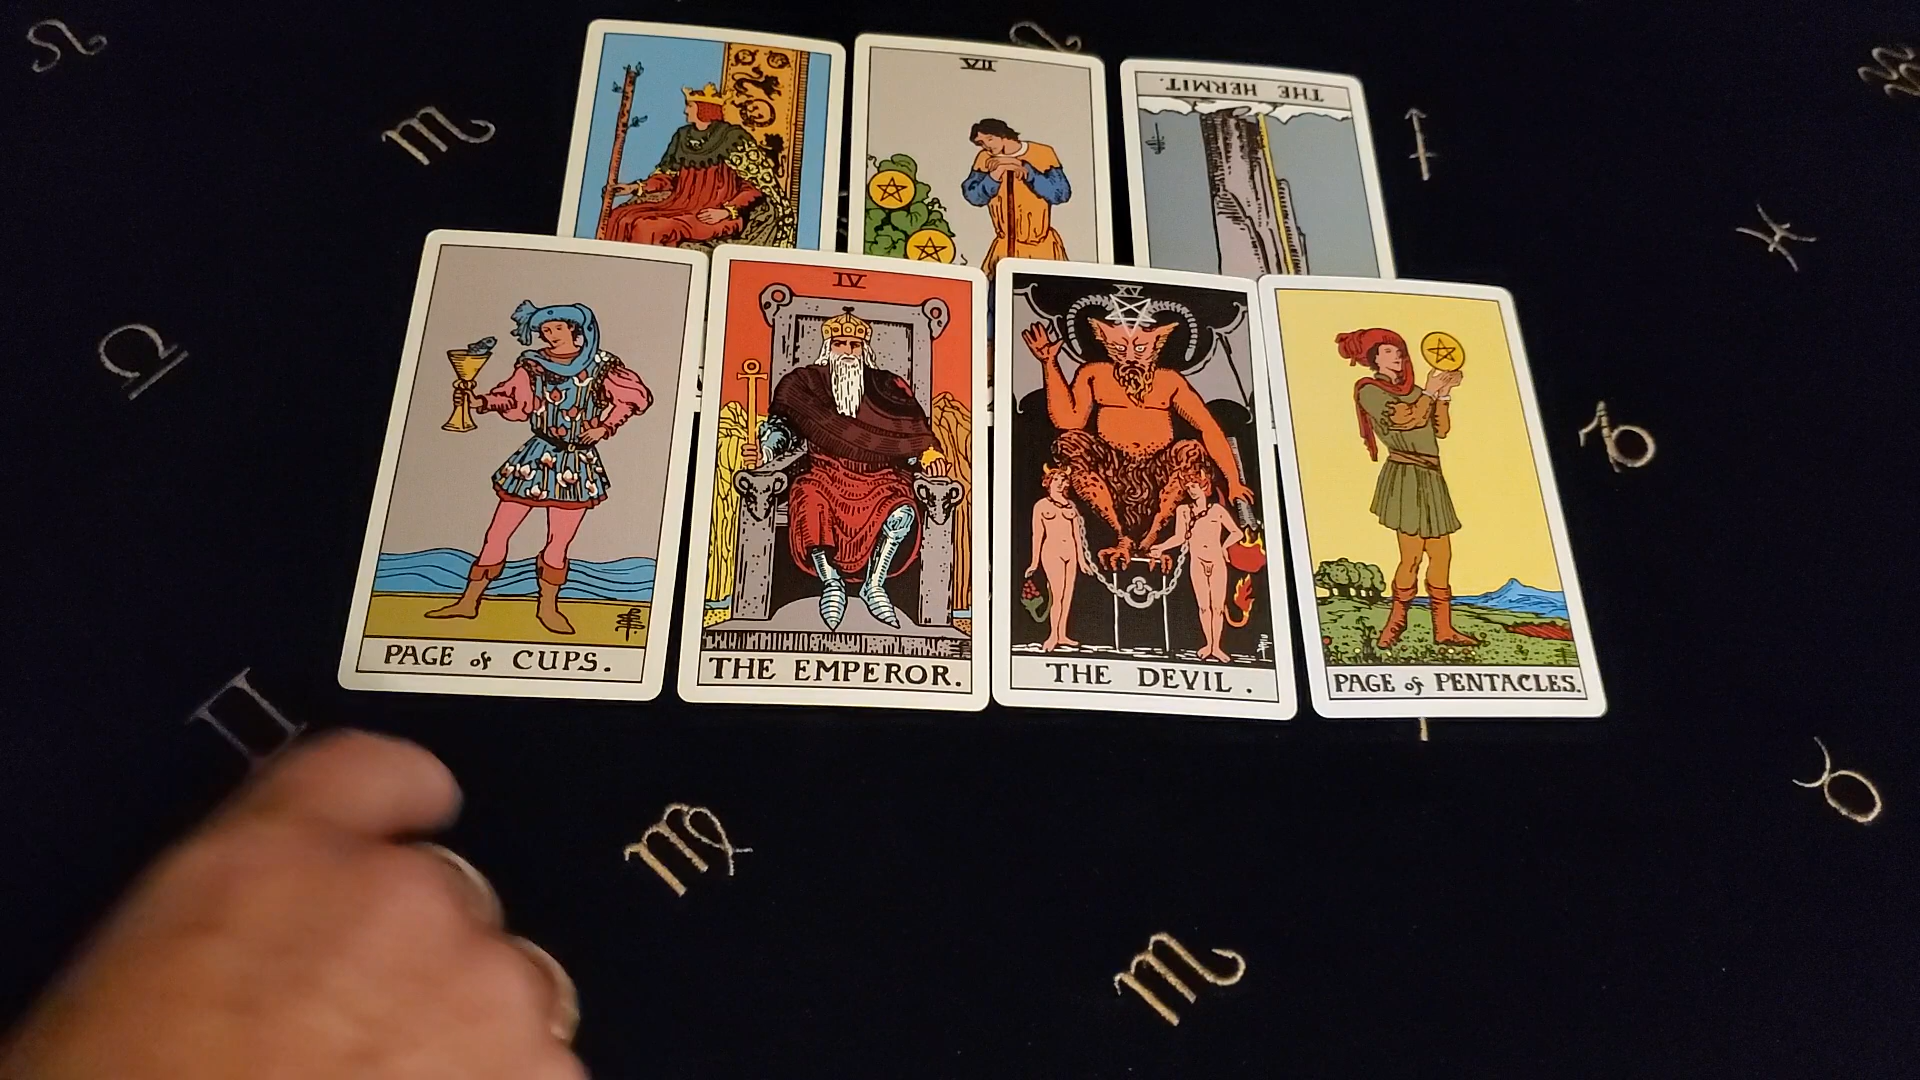 VII
THE HERMIT.
PAGE of CUPS.
IV
THE EMPEROR.
XV
THE DEVIL.
PAGE of PENTACLES.